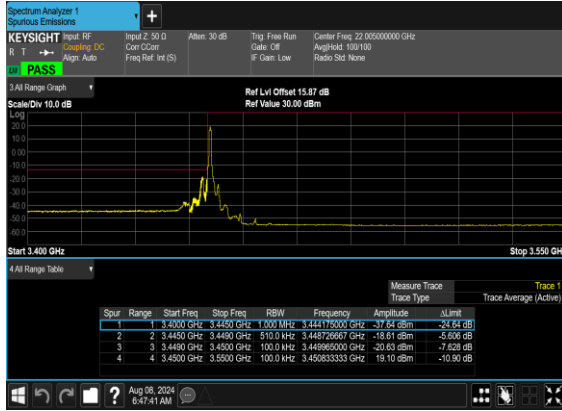 Spectrum Analyzer 1
Spurious Emissions
+
KEYSIGHT Input: RF Input Z: 50 Ω Atten: 30 dB Trig: Free Run Center Freq: 22.005000000 GHz
R T Coupling: DC Corr CCorr Gate: Off Avg|Hold: 100/100
Align: Auto Freq Ref: Int (S) IF Gain: Low Radio Std: None
PASS
3 All Range Graph
Ref Lvl Offset 15.87 dB
Scale/Div 10.0 dB Ref Value 30.00 dBm
Log
20.0
10.0
0.00
-10.0
-20.0
-30.0
-40.0
-50.0
-60.0
Start 3.400 GHz Stop 3.550 GH
4 All Range Table
Measure Trace Trace 1
Trace Type Trace Average (Active)
Spur Range Start Freq Stop Freq RBW Frequency Amplitude ΔLimit
1 1 3.4000 GHz 3.4450 GHz 1.000 MHz 3.444175000 GHz -37.64 dBm -24.64 dB
2 2 3.4450 GHz 3.4490 GHz 510.0 kHz 3.448726667 GHz -18.61 dBm -5.606 dB
3 3 3.4490 GHz 3.4500 GHz 100.0 kHz 3.449965000 GHz -20.63 dBm -7.628 dB
4 4 3.4500 GHz 3.5500 GHz 100.0 kHz 3.450833333 GHz 19.10 dBm -10.90 dB
? Aug 08, 2024
6:47:41 AM